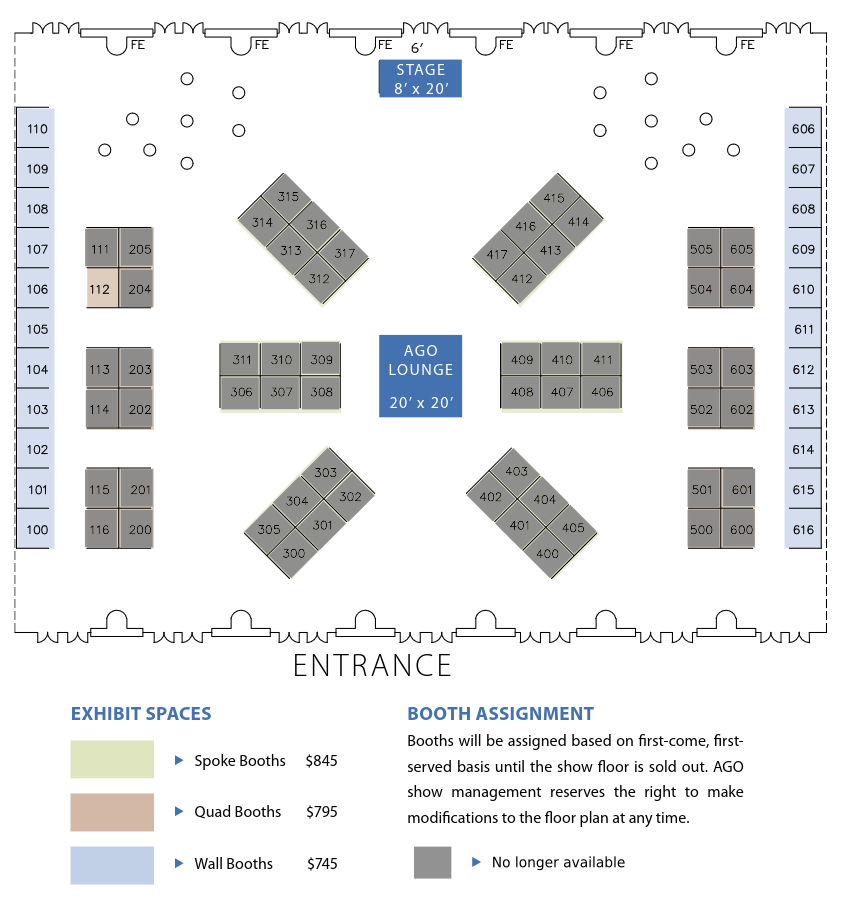 FE FE FE FE FE FE
6′
STAGE
8′ x 20′
110 606
109 607
108 608
107 609
106 610
105 611
104 612
103 613
102 614
101 615
100 616
315
314 316
313 317
312
415
416 414
417 413
412
111 205
112 204
505 605
504 604
113 203
114 202
311 310 309
306 307 308
AGO
LOUNGE
20′ x 20′
409 410 411
408 407 406
503 603
502 602
115 201
116 200
303
304 302
305 301
300
403
402 404
401 405
400
501 601
500 600
ENTRANCE
EXHIBIT SPACES
Spoke Booths $845
Quad Booths $795
Wall Booths $745
BOOTH ASSIGNMENT
Booths will be assigned based on first-come, first-
served basis until the show floor is sold out. AGO
show management reserves the right to make
modifications to the floor plan at any time.
No longer available